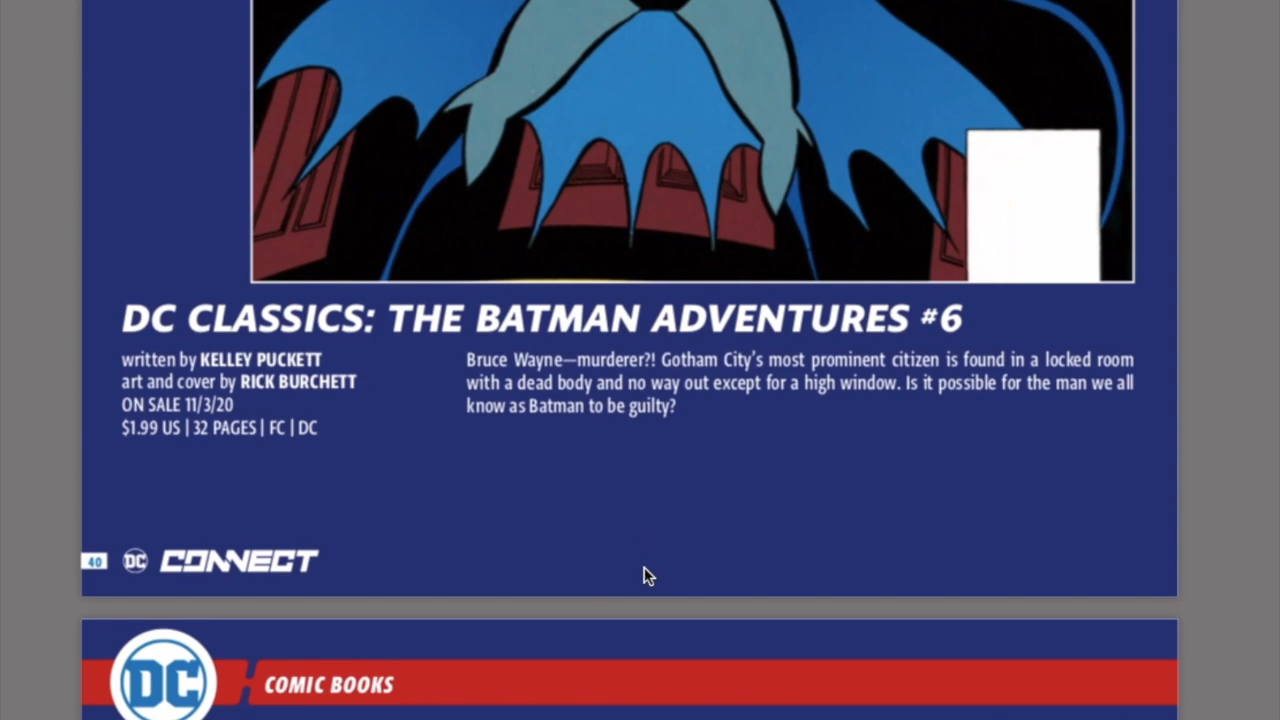 DC CLASSICS: THE BATMAN ADVENTURES #6
written by KELLEY PUCKETT
art and cover by RICK BURCHETT
ON SALE 11/3/20
$1.99 US | 32 PAGES | FC | DC
Bruce Wayne—murderer?! Gotham City’s most prominent citizen is found in a locked room
with a dead body and no way out except for a high window. Is it possible for the man we all
know as Batman to be guilty?
40 DC CONNECT
DC COMIC BOOKS